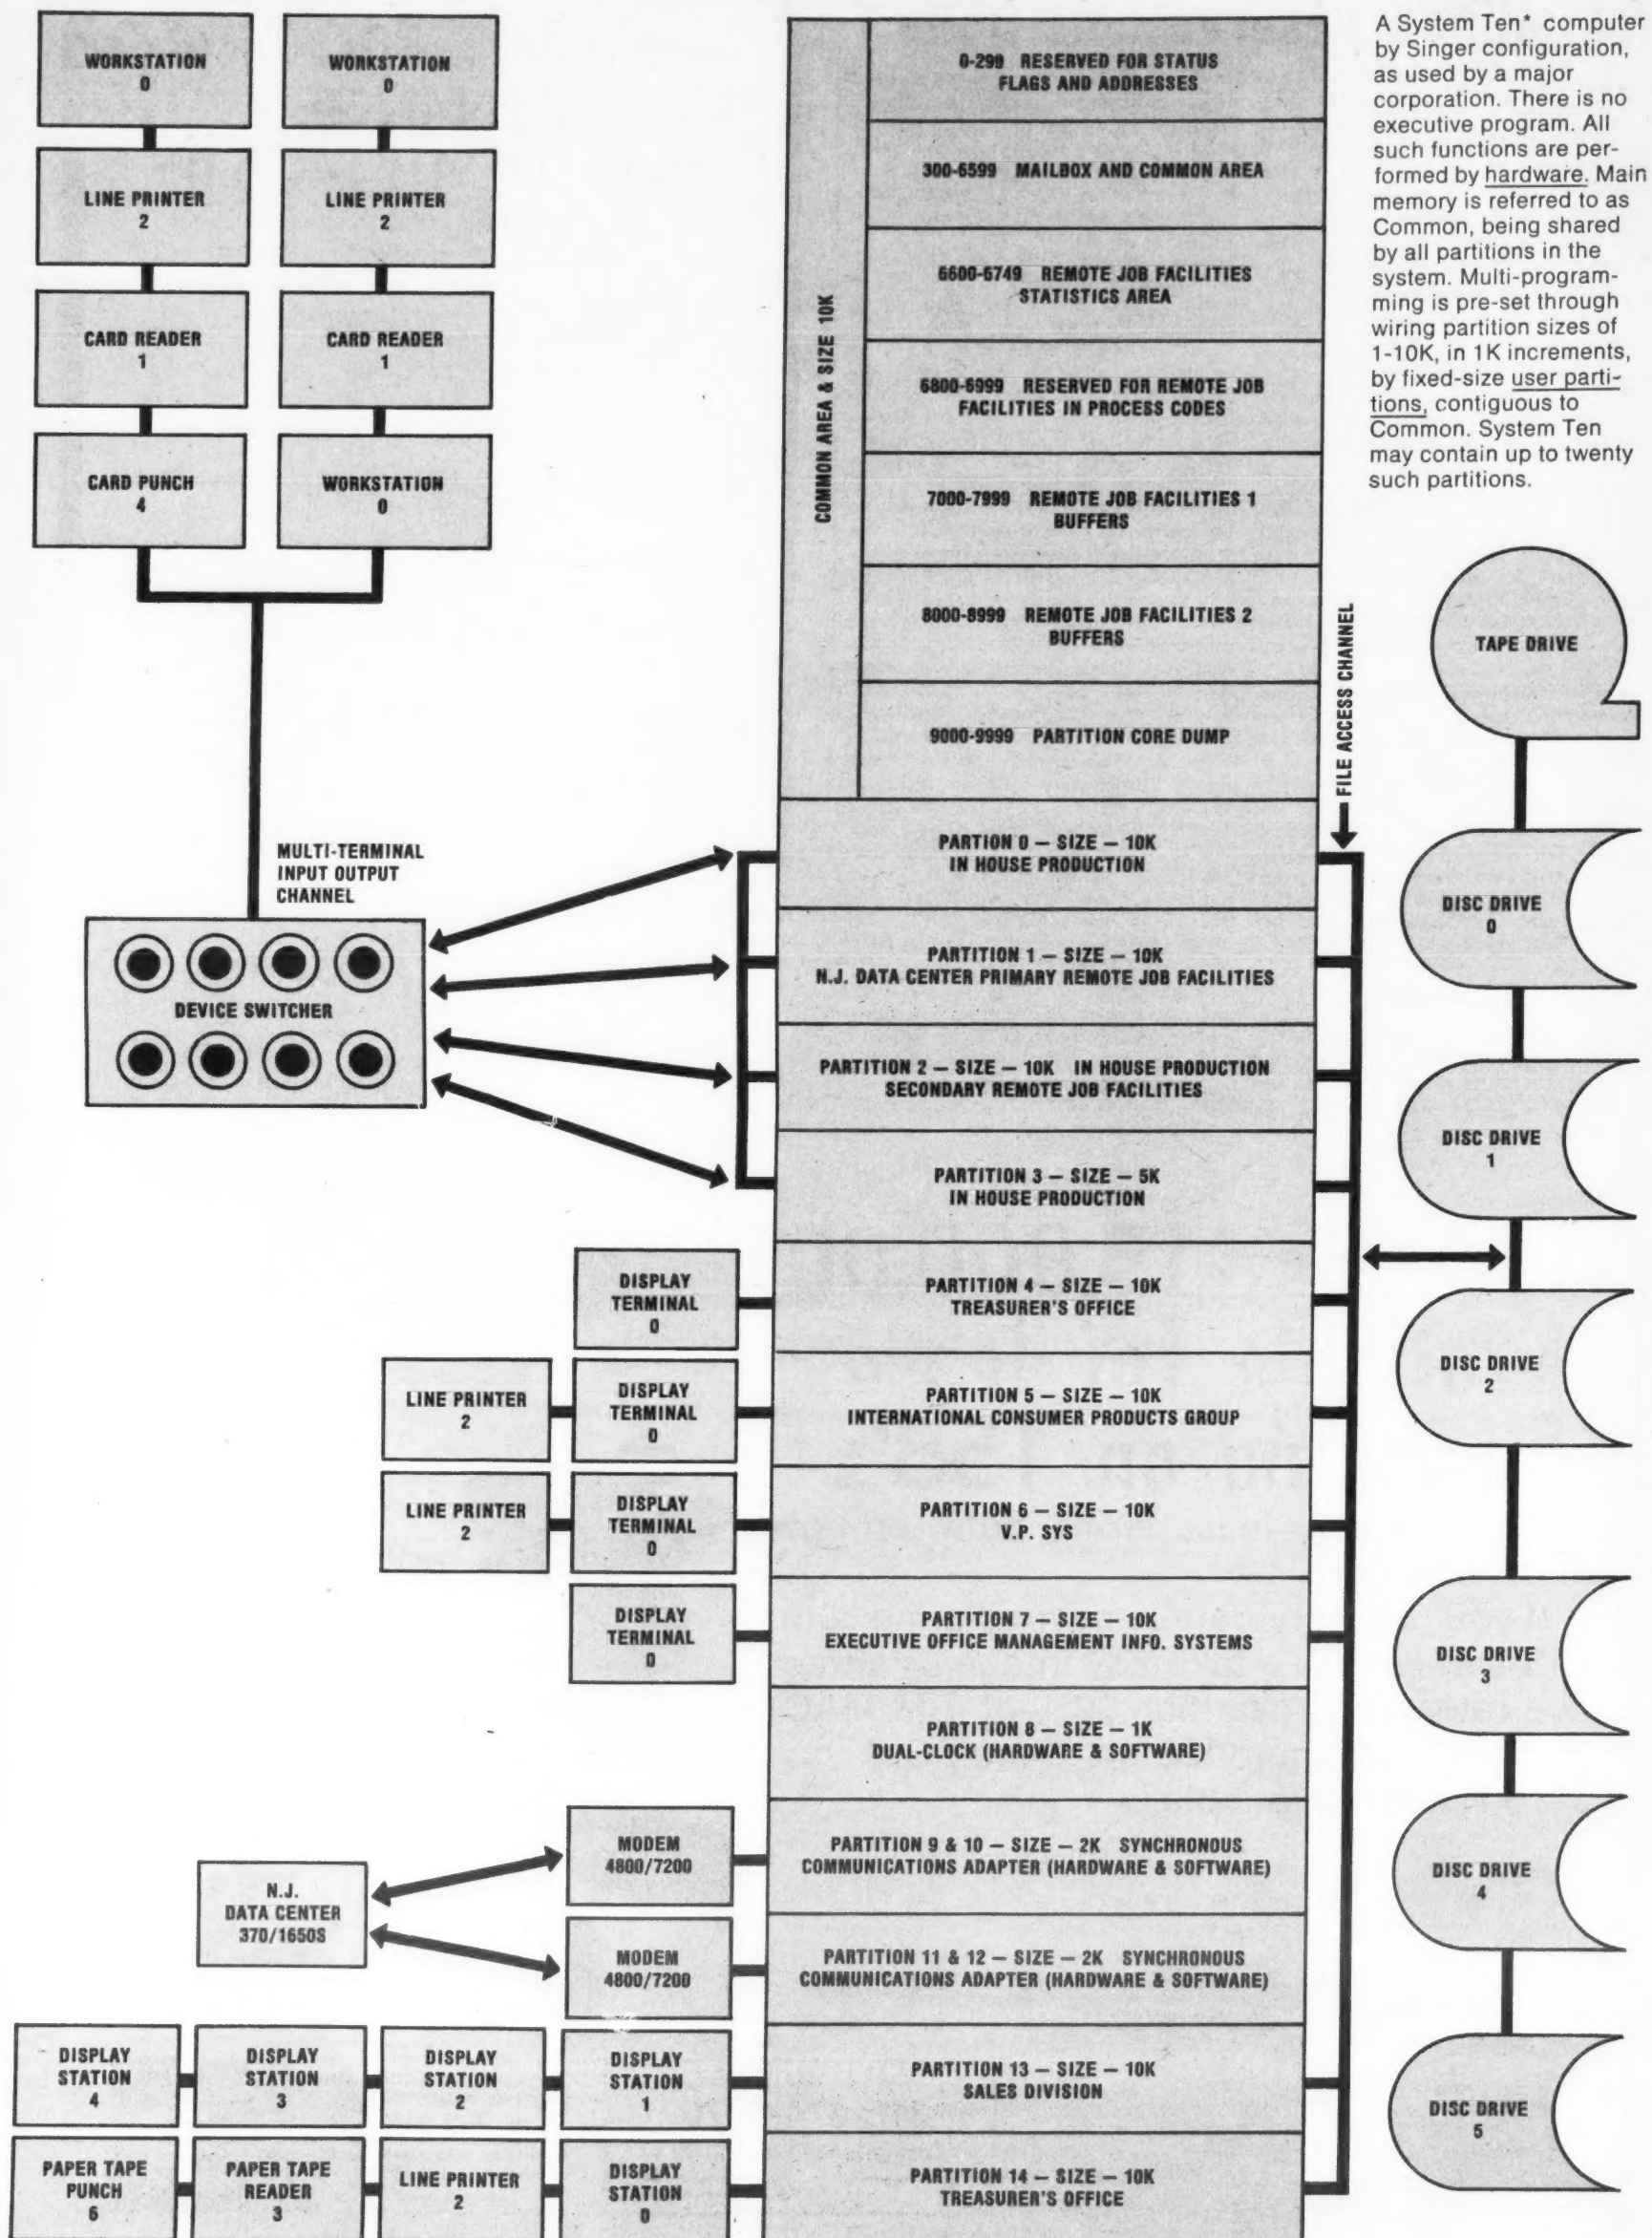 A System Ten* computer
by Singer configuration,
as used by a major
corporation. There is no
executive program. All
such functions are per-
formed by hardware. Main
memory is referred to as
Common, being shared
by all partitions in the
system. Multi-program-
ming is pre-set through
wiring partition sizes of
1-10K, in 1K increments,
by fixed-size user parti-
tions, contiguous to
Common. System Ten
may contain up to twenty
such partitions.
WORKSTATION
0
WORKSTATION
0
LINE PRINTER
2
LINE PRINTER
2
CARD READER
1
CARD READER
1
CARD PUNCH
4
WORKSTATION
0
MULTI-TERMINAL
INPUT OUTPUT
CHANNEL
DEVICE SWITCHER
COMMON AREA & SIZE 10K
0-299 RESERVED FOR STATUS
FLAGS AND ADDRESSES
300-6599 MAILBOX AND COMMON AREA
6600-6749 REMOTE JOB FACILITIES
STATISTICS AREA
6800-6999 RESERVED FOR REMOTE JOB
FACILITIES IN PROCESS CODES
7000-7999 REMOTE JOB FACILITIES 1
BUFFERS
8000-8999 REMOTE JOB FACILITIES 2
BUFFERS
9000-9999 PARTITION CORE DUMP
FILE ACCESS CHANNEL
PARTION 0 — SIZE — 10K
IN HOUSE PRODUCTION
PARTITION 1 — SIZE — 10K
N.J. DATA CENTER PRIMARY REMOTE JOB FACILITIES
PARTITION 2 — SIZE — 10K IN HOUSE PRODUCTION
SECONDARY REMOTE JOB FACILITIES
PARTITION 3 — SIZE — 5K
IN HOUSE PRODUCTION
DISPLAY
TERMINAL
0
PARTITION 4 — SIZE — 10K
TREASURER'S OFFICE
LINE PRINTER
2
DISPLAY
TERMINAL
0
PARTITION 5 — SIZE — 10K
INTERNATIONAL CONSUMER PRODUCTS GROUP
LINE PRINTER
2
DISPLAY
TERMINAL
0
PARTITION 6 — SIZE — 10K
V.P. SYS
DISPLAY
TERMINAL
0
PARTITION 7 — SIZE — 10K
EXECUTIVE OFFICE MANAGEMENT INFO. SYSTEMS
PARTITION 8 — SIZE — 1K
DUAL-CLOCK (HARDWARE & SOFTWARE)
N.J.
DATA CENTER
370/1650S
MODEM
4800/7200
PARTITION 9 & 10 — SIZE — 2K SYNCHRONOUS
COMMUNICATIONS ADAPTER (HARDWARE & SOFTWARE)
MODEM
4800/7200
PARTITION 11 & 12 — SIZE — 2K SYNCHRONOUS
COMMUNICATIONS ADAPTER (HARDWARE & SOFTWARE)
DISPLAY
STATION
4
DISPLAY
STATION
3
DISPLAY
STATION
2
DISPLAY
STATION
1
PARTITION 13 — SIZE — 10K
SALES DIVISION
PAPER TAPE
PUNCH
6
PAPER TAPE
READER
3
LINE PRINTER
2
DISPLAY
STATION
0
PARTITION 14 — SIZE — 10K
TREASURER'S OFFICE
TAPE DRIVE
DISC DRIVE
0
DISC DRIVE
1
DISC DRIVE
2
DISC DRIVE
3
DISC DRIVE
4
DISC DRIVE
5